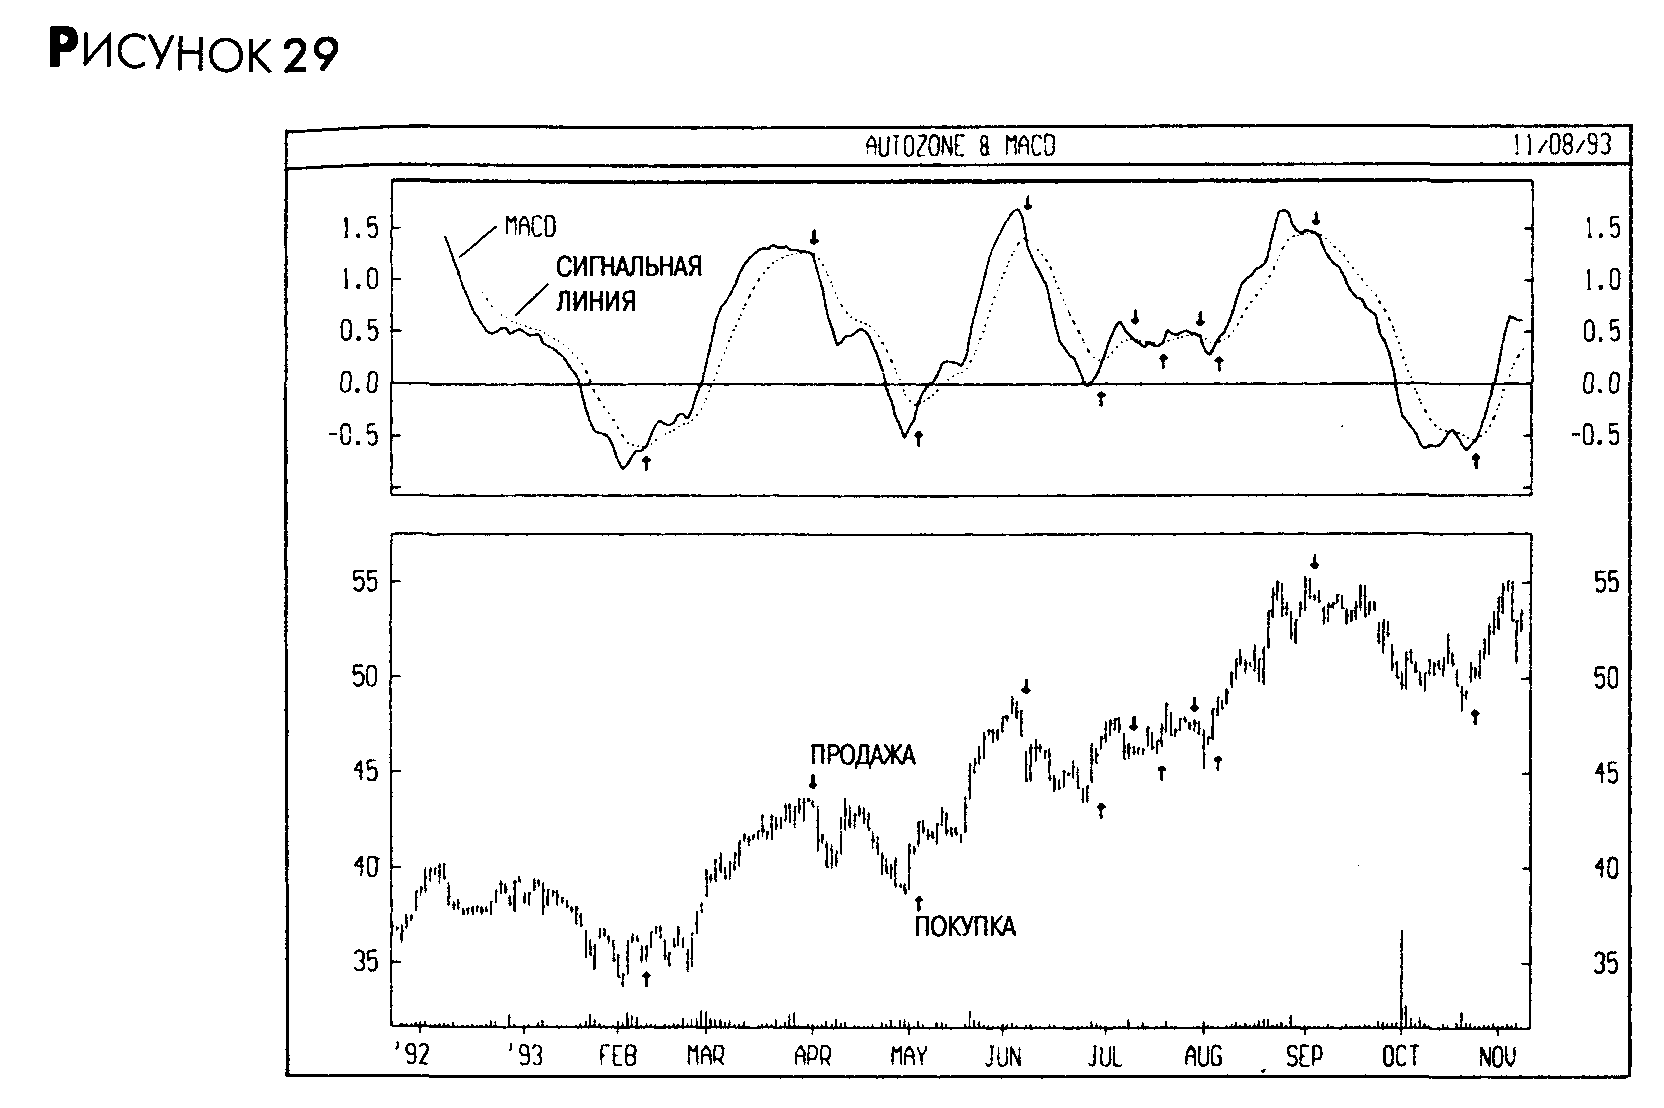 Рисунок 29
AUTOZONE & MACD 11/08/93
MACD
СИГНАЛЬНАЯ
ЛИНИЯ
1.5 1.5
1.0 1.0
0.5 0.5
0.0 0.0
-0.5 -0.5
55 55
50 50
ПРОДАЖА
45 45
40 40
ПОКУПКА
35 35
'92 '93 FEB MAR APR MAY JUN JUL AUG SEP OCT NOV